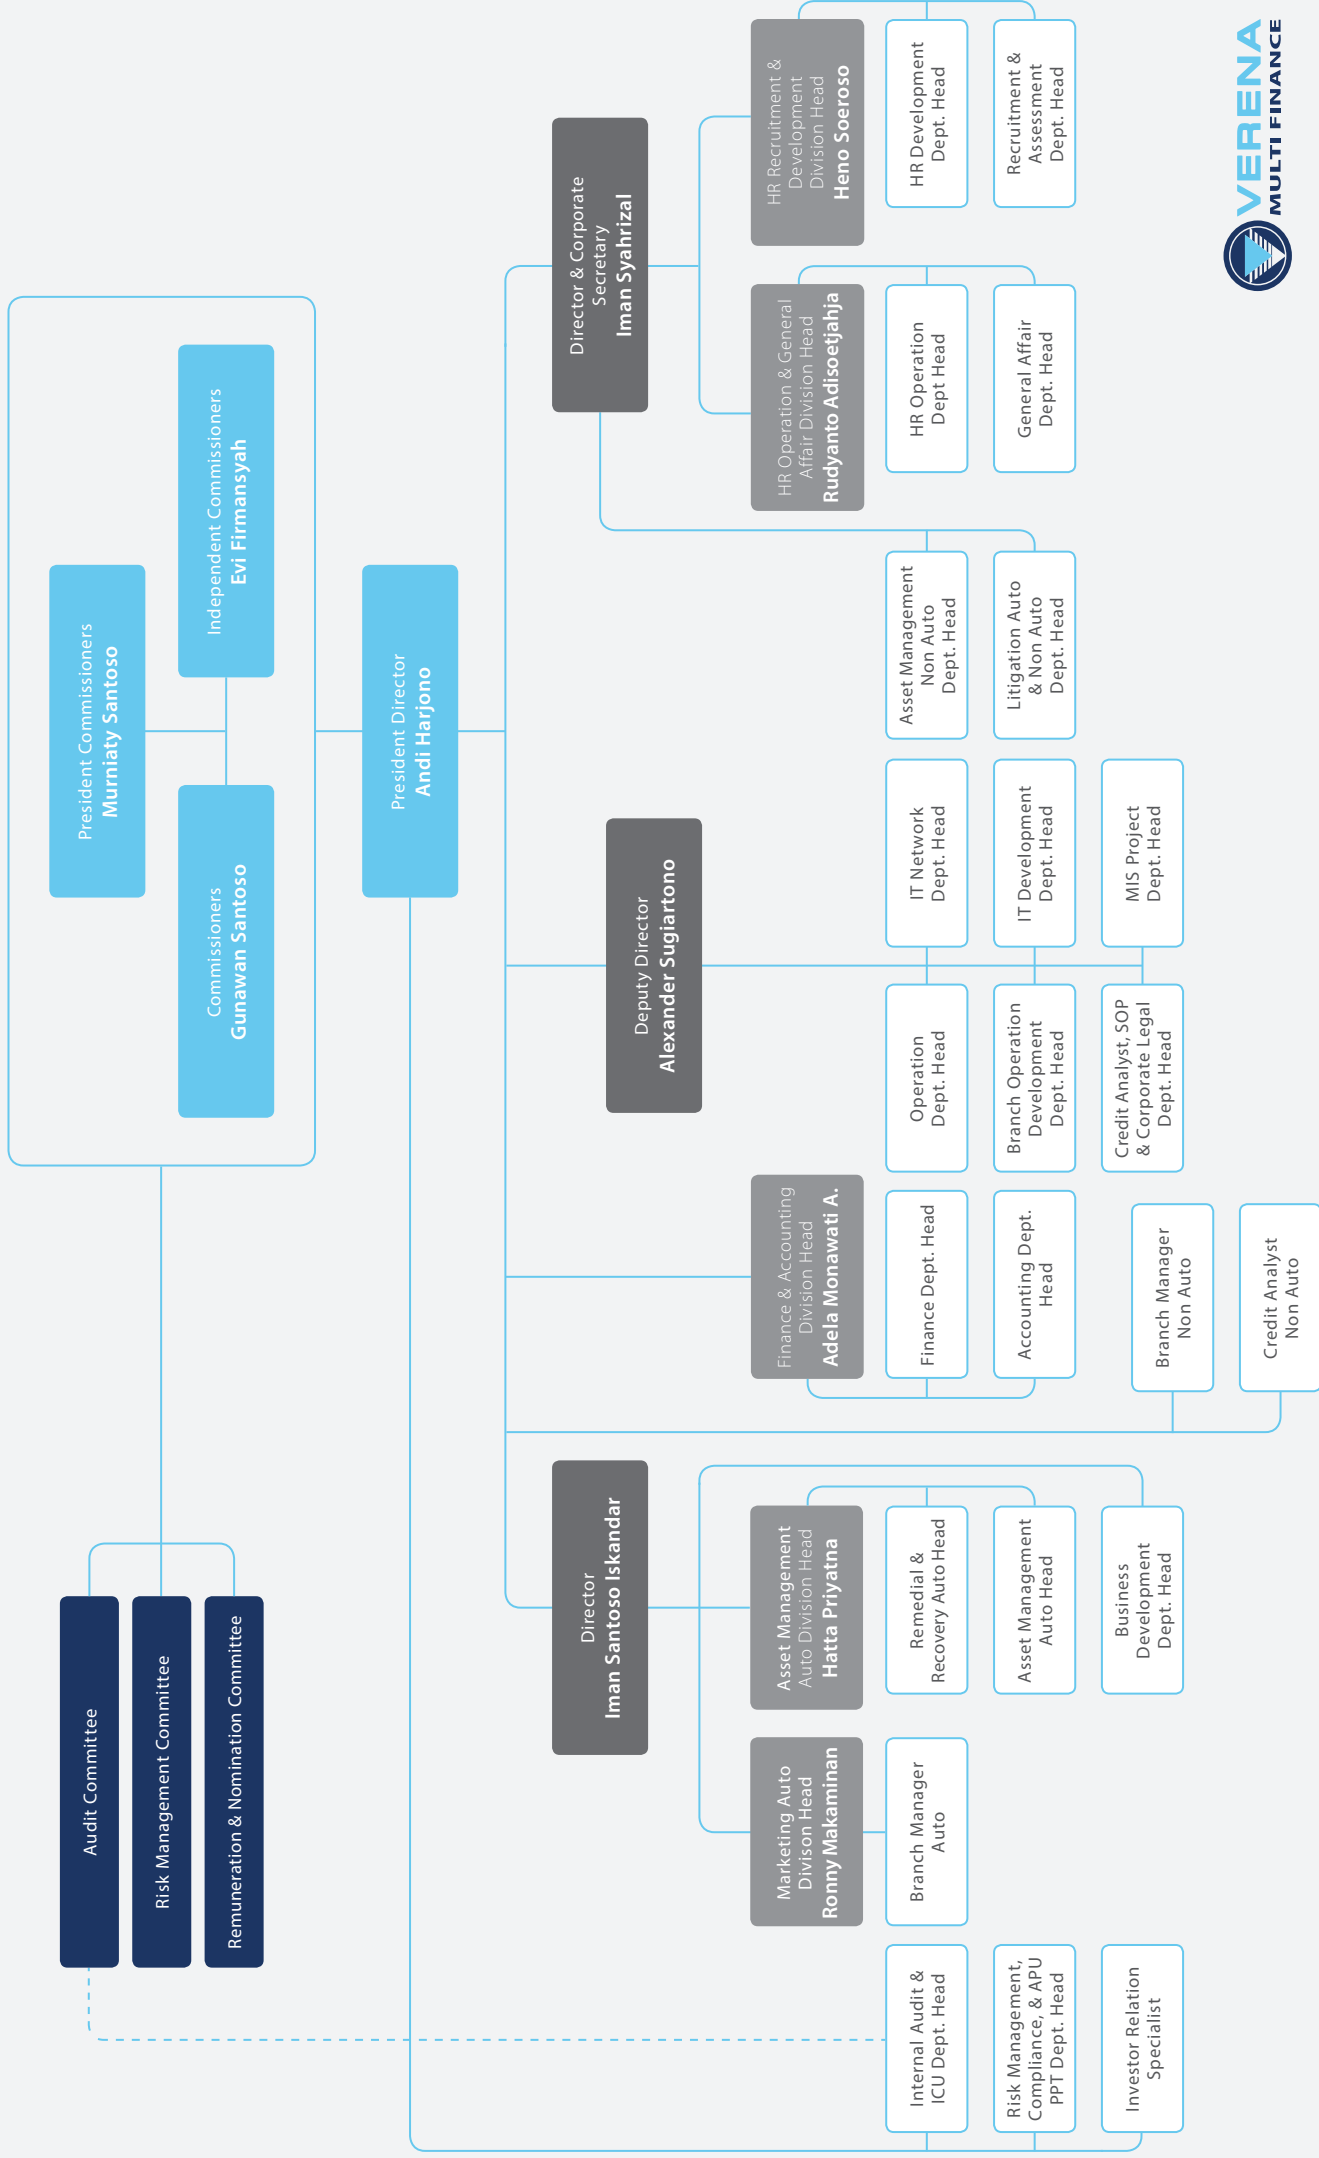 President Commissioners
Murniaty Santoso
Commissioners
Gunawan Santoso
Independent Commissioners
Evi Firmansyah
Audit Committee
Risk Management Committee
Remuneration & Nomination Committee
President Director
Andi Harjono
Director
Iman Santoso Iskandar
Deputy Director
Alexander Sugiartono
Director & Corporate
Secretary
Iman Syahrizal
Marketing Auto
Divison Head
Ronny Makaminan
Asset Management
Auto Division Head
Hatta Priyatna
Finance & Accounting
Division Head
Adela Monawati A.
HR Operation & General
Affair Division Head
Rudyanto Adisoetjahja
HR Recruitment &
Development
Division Head
Heno Soeroso
Internal Audit &
ICU Dept. Head
Branch Manager
Auto
Remedial &
Recovery Auto Head
Finance Dept. Head
Operation
Dept. Head
IT Network
Dept. Head
Asset Management
Non Auto
Dept. Head
HR Operation
Dept Head
HR Development
Dept. Head
Risk Management,
Compliance, & APU
PPT Dept. Head
Asset Management
Auto Head
Accounting Dept.
Head
Branch Operation
Development
Dept. Head
IT Development
Dept. Head
Litigation Auto
& Non Auto
Dept. Head
General Affair
Dept. Head
Recruitment &
Assessment
Dept. Head
Investor Relation
Specialist
Business
Development
Dept. Head
Branch Manager
Non Auto
Credit Analyst, SOP
& Corporate Legal
Dept. Head
MIS Project
Dept. Head
Credit Analyst
Non Auto
VERENA
MULTI FINANCE